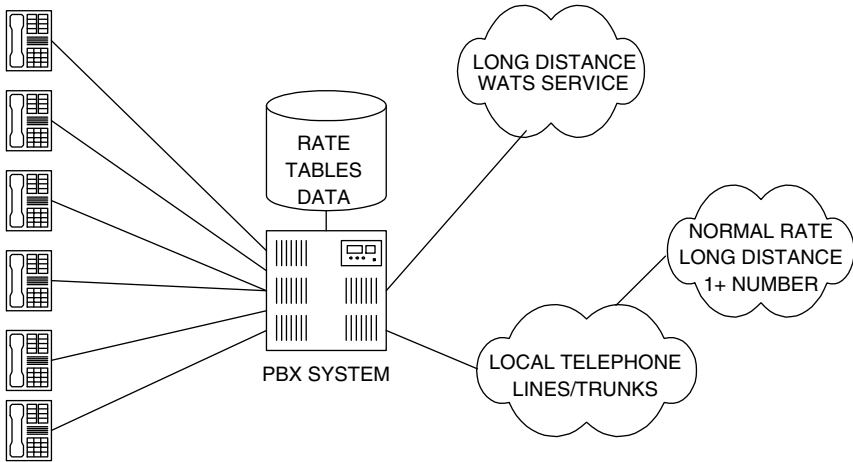 LONG DISTANCE
WATS SERVICE
RATE
TABLES
DATA
NORMAL RATE
LONG DISTANCE
1+ NUMBER
PBX SYSTEM
LOCAL TELEPHONE
LINES/TRUNKS